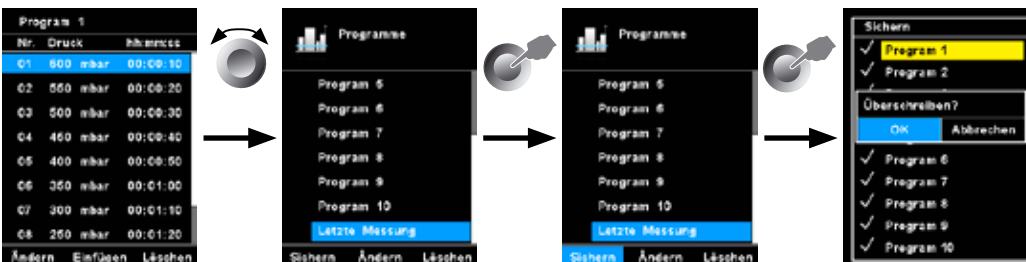 Program 1
Nr. Druck hh:mm:ss
01 600 mbar 00:00:10
02 550 mbar 00:00:20
03 500 mbar 00:00:30
04 450 mbar 00:00:40
05 400 mbar 00:00:50
06 350 mbar 00:01:00
07 300 mbar 00:01:10
08 250 mbar 00:01:20
Ändern Einfügen Löschen
Programme
Program 5
Program 6
Program 7
Program 8
Program 9
Program 10
Letzte Messung
Sichern Ändern Löschen
Programme
Program 5
Program 6
Program 7
Program 8
Program 9
Program 10
Letzte Messung
Sichern Ändern Löschen
Sichern
✓ Program 1
✓ Program 2
Überschreiben?
OK Abbrechen
✓ Program 6
✓ Program 7
✓ Program 8
✓ Program 9
✓ Program 10